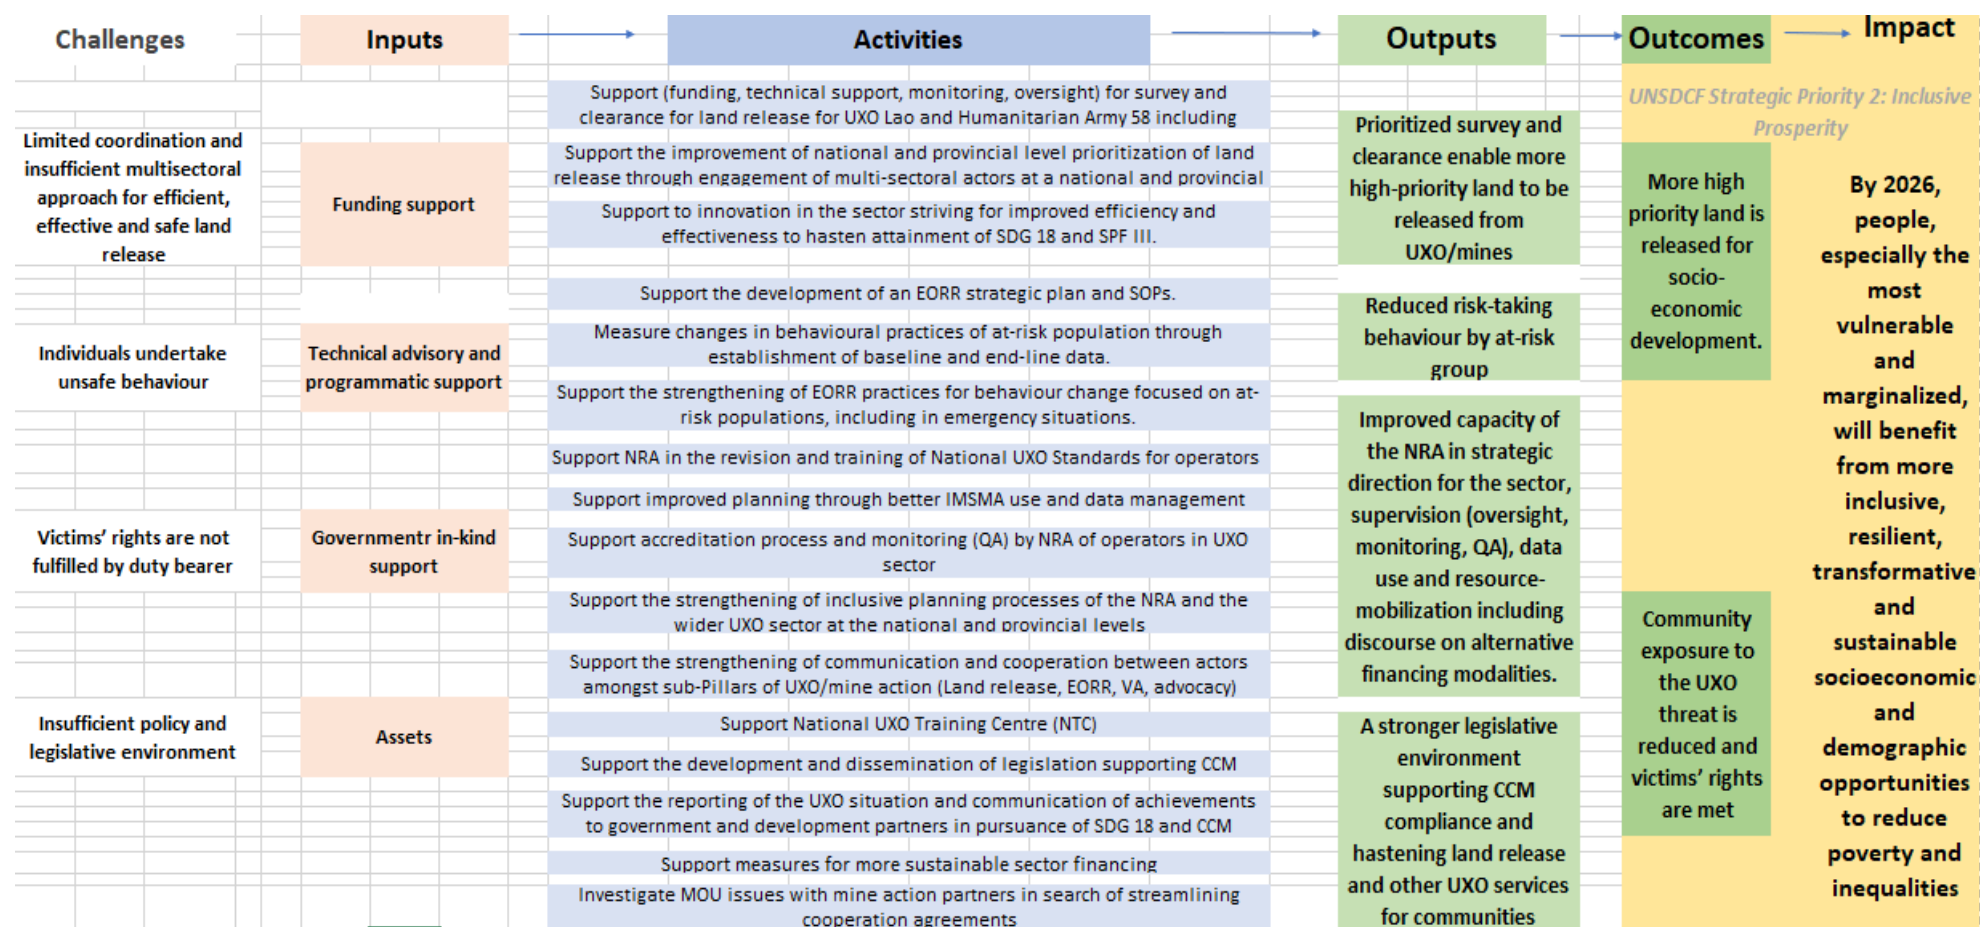 Challenges
Inputs
Activities
Outputs
Outcomes
Impact
Limited coordination and
insufficient multisectoral
approach for efficient,
effective and safe land
release
Individuals undertake
unsafe behaviour
Victims' rights are not
fulfilled by duty bearer
Insufficient policy and
legislative environment
Funding support
Technical advisory and
programmatic support
Governmentr in-kind
support
Assets
Support (funding, technical support, monitoring, oversight) for survey and
clearance for land release for UXO Lao and Humanitarian Army 58 including
Support the improvement of national and provincial level prioritization of land
release through engagement of multi-sectoral actors at a national and provincial
Support to innovation in the sector striving for improved efficiency and
effectiveness to hasten attainment of SDG 18 and SPF III.
Support the development of an EORR strategic plan and SOPs.
Measure changes in behavioural practices of at-risk population through
establishment of baseline and end-line data.
Support the strengthening of EORR practices for behaviour change focused on at-
risk populations, including in emergency situations.
Support NRA in the revision and training of National UXO Standards for operators
Support improved planning through better IMSMA use and data management
Support accreditation process and monitoring (QA) by NRA of operators in UXO
sector
Support the strengthening of inclusive planning processes of the NRA and the
wider UXO sector at the national and provincial levels
Support the strengthening of communication and cooperation between actors
amongst sub-Pillars of UXO/mine action (Land release, EORR, VA, advocacy)
Support National UXO Training Centre (NTC)
Support the development and dissemination of legislation supporting CCM
Support the reporting of the UXO situation and communication of achievements
to government and development partners in pursuance of SDG 18 and CCM
Support measures for more sustainable sector financing
Investigate MOU issues with mine action partners in search of streamlining
cooperation agreements
Prioritized survey and
clearance enable more
high-priority land to be
released from
UXO/mines
Reduced risk-taking
behaviour by at-risk
group
Improved capacity of
the NRA in strategic
direction for the sector,
supervision (oversight,
monitoring, QA), data
use and resource-
mobilization including
discourse on alternative
financing modalities.
A stronger legislative
environment
supporting CCM
compliance and
hastening land release
and other UXO services
for communities
UNSDCF Strategic Priority 2: Inclusive
Prosperity
More high
priority land is
released for
socio-
economic
development.
Community
exposure to
the UXO
threat is
reduced and
victims' rights
are met
By 2026,
people,
especially the
most
vulnerable
and
marginalized,
will benefit
from more
inclusive,
resilient,
transformative
and
sustainable
socioeconomic
and
demographic
opportunities
to reduce
poverty and
inequalities